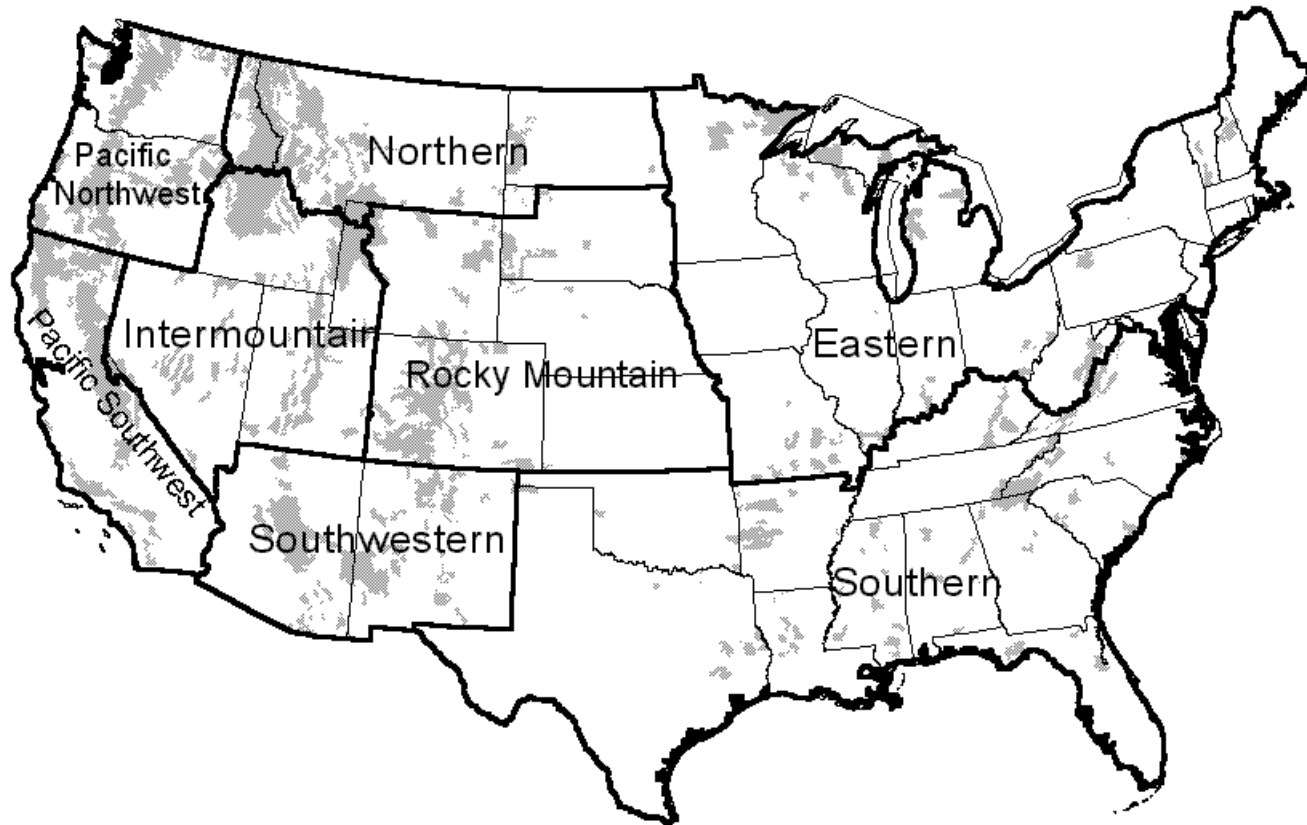 Pacific
Northwest
Northern
Intermountain
Pacific Southwest
Rocky Mountain
Eastern
Southwestern
Southern